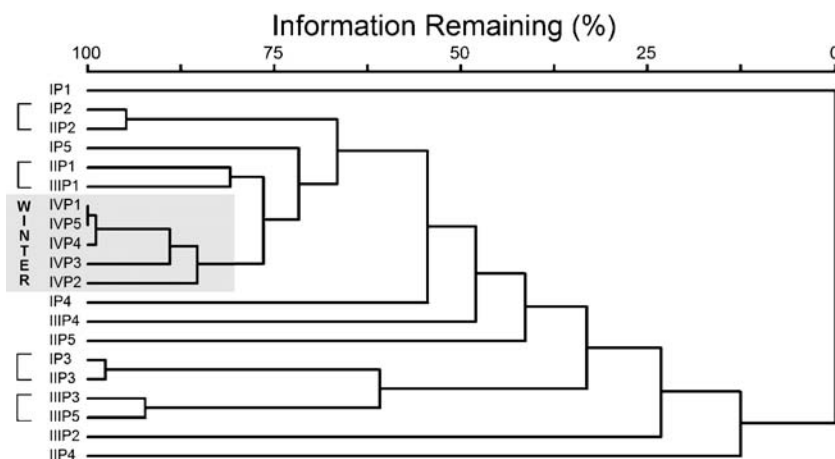 Information Remaining (%)
100 75 50 25 0
IP1
IP2
IIP2
IP5
IIP1
IIIP1
IVP1
IVP5
IVP4
IVP3
IVP2
WINTER
IP4
IIIP4
IIP5
IP3
IIP3
IIIP3
IIIP5
IIIP2
IIP4